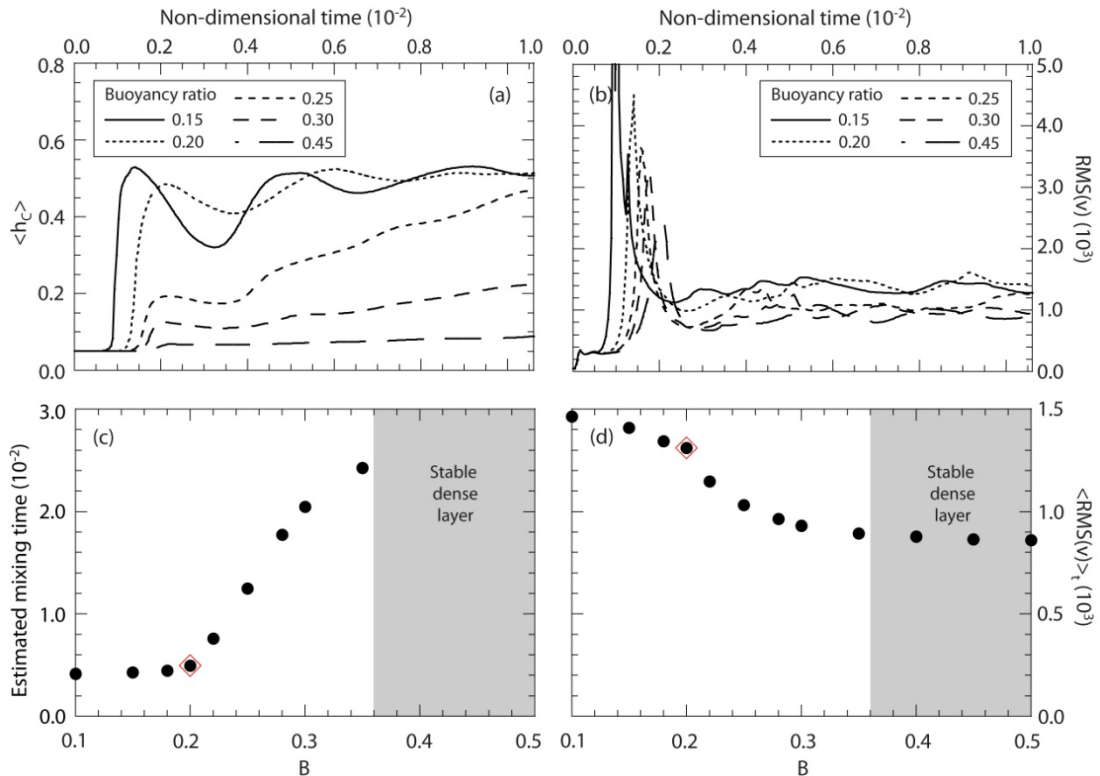 Non-dimensional time (10-2)
0.0 0.2 0.4 0.6 0.8 1.0
Non-dimensional time (10-2)
0.0 0.2 0.4 0.6 0.8 1.0
0.8
0.6
0.4
0.2
0.0
<hC>
Buoyancy ratio
0.15
0.20
0.25
0.30
0.45
(a)
(b)
Buoyancy ratio
0.15
0.20
0.25
0.30
0.45
5.0
4.0
3.0
2.0
1.0
0.0
RMS(v) (103)
3.0
2.0
1.0
0.0
Estimated mixing time (10-2)
(c)
Stable
dense
layer
0.1 0.2 0.3 0.4 0.5
B
(d)
Stable
dense
layer
1.5
1.0
0.5
0.0
<RMS(v)>t (103)
0.1 0.2 0.3 0.4 0.5
B